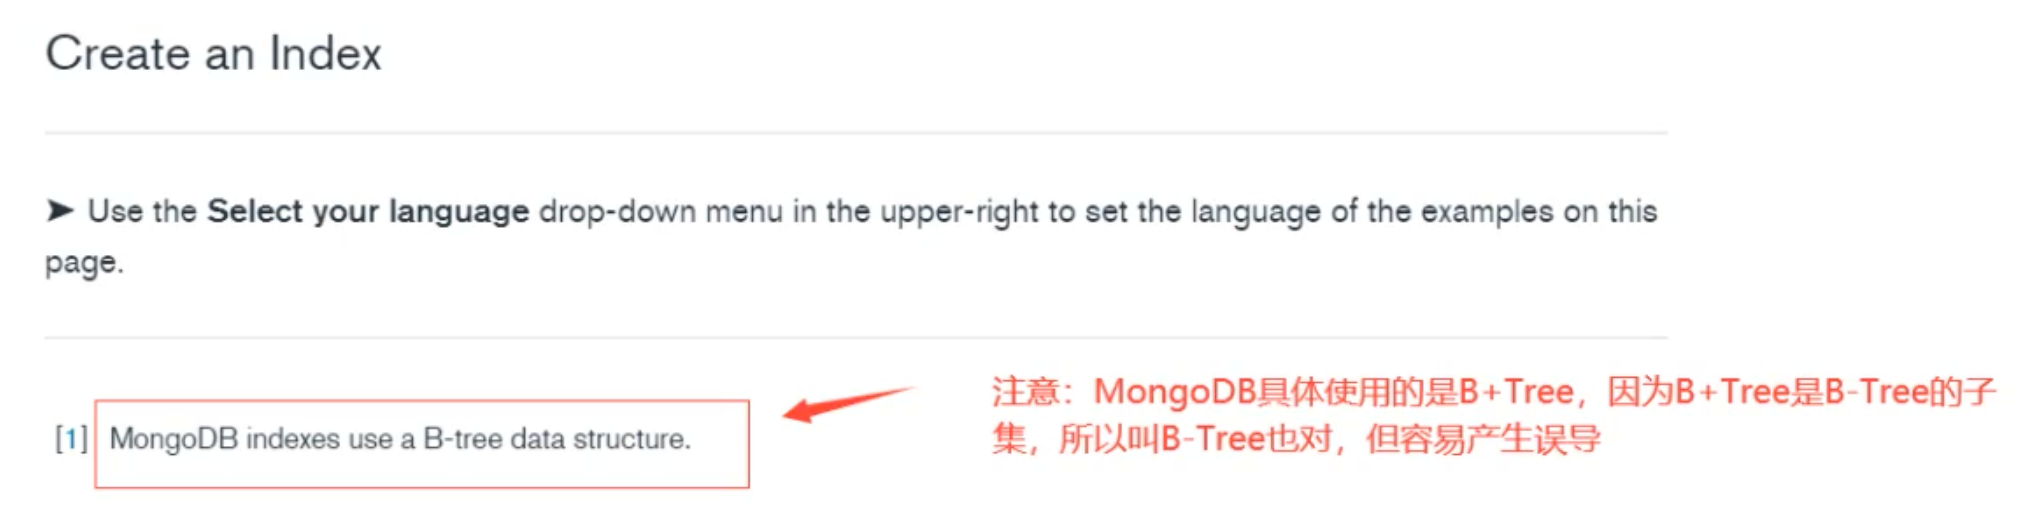 Create an Index
➤ Use the Select your language drop-down menu in the upper-right to set the language of the examples on this
page.
[1] MongoDB indexes use a B-tree data structure.
注意：MongoDB具体使用的是B+Tree，因为B+Tree是B-Tree的子
集，所以叫B-Tree也对，但容易产生误导